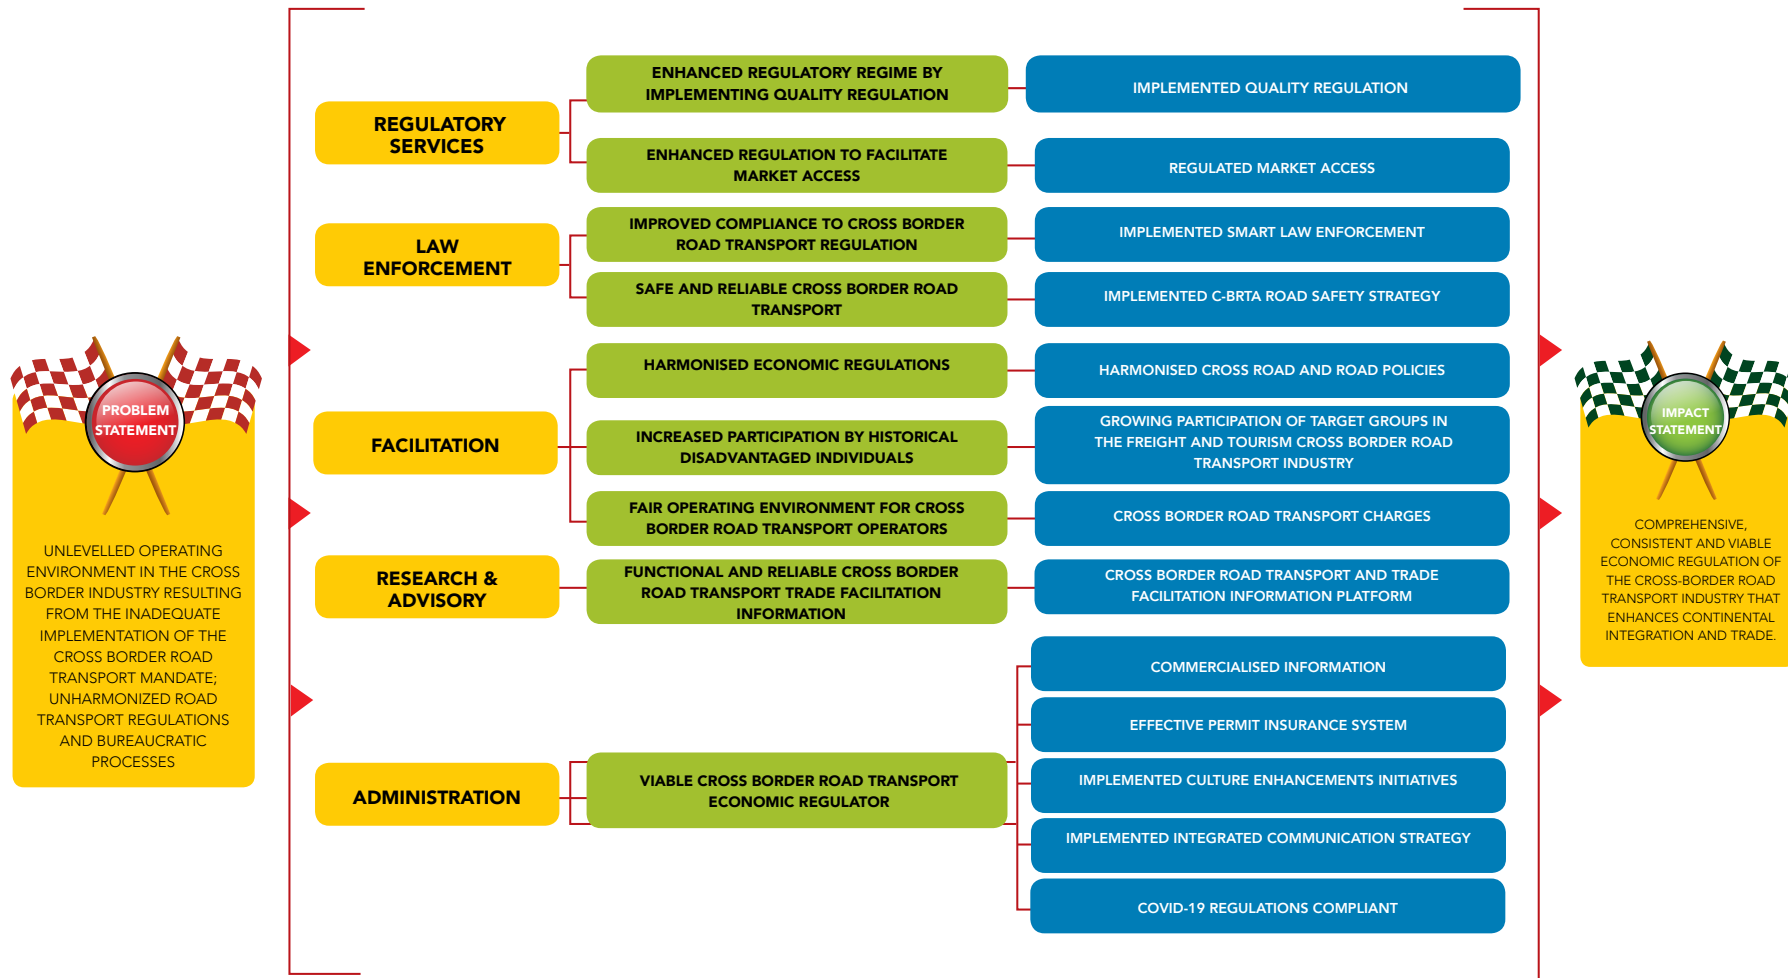 PROBLEM
STATEMENT
UNLEVELLED OPERATING
ENVIRONMENT IN THE CROSS
BORDER INDUSTRY RESULTING
FROM THE INADEQUATE
IMPLEMENTATION OF THE
CROSS BORDER ROAD
TRANSPORT MANDATE;
UNHARMONIZED ROAD
TRANSPORT REGULATIONS
AND BUREAUCRATIC
PROCESSES
REGULATORY
SERVICES
ENHANCED REGULATORY REGIME BY
IMPLEMENTING QUALITY REGULATION
IMPLEMENTED QUALITY REGULATION
ENHANCED REGULATION TO FACILITATE
MARKET ACCESS
REGULATED MARKET ACCESS
LAW
ENFORCEMENT
IMPROVED COMPLIANCE TO CROSS BORDER
ROAD TRANSPORT REGULATION
IMPLEMENTED SMART LAW ENFORCEMENT
SAFE AND RELIABLE CROSS BORDER ROAD
TRANSPORT
IMPLEMENTED C-BRTA ROAD SAFETY STRATEGY
FACILITATION
HARMONISED ECONOMIC REGULATIONS
HARMONISED CROSS ROAD AND ROAD POLICIES
INCREASED PARTICIPATION BY HISTORICAL
DISADVANTAGED INDIVIDUALS
GROWING PARTICIPATION OF TARGET GROUPS IN
THE FREIGHT AND TOURISM CROSS BORDER ROAD
TRANSPORT INDUSTRY
FAIR OPERATING ENVIRONMENT FOR CROSS
BORDER ROAD TRANSPORT OPERATORS
CROSS BORDER ROAD TRANSPORT CHARGES
RESEARCH &
ADVISORY
FUNCTIONAL AND RELIABLE CROSS BORDER
ROAD TRANSPORT TRADE FACILITATION
INFORMATION
CROSS BORDER ROAD TRANSPORT AND TRADE
FACILITATION INFORMATION PLATFORM
ADMINISTRATION
VIABLE CROSS BORDER ROAD TRANSPORT
ECONOMIC REGULATOR
COMMERCIALISED INFORMATION
EFFECTIVE PERMIT INSURANCE SYSTEM
IMPLEMENTED CULTURE ENHANCEMENTS INITIATIVES
IMPLEMENTED INTEGRATED COMMUNICATION STRATEGY
COVID-19 REGULATIONS COMPLIANT
IMPACT
STATEMENT
COMPREHENSIVE,
CONSISTENT AND VIABLE
ECONOMIC REGULATION OF
THE CROSS-BORDER ROAD
TRANSPORT INDUSTRY THAT
ENHANCES CONTINENTAL
INTEGRATION AND TRADE.